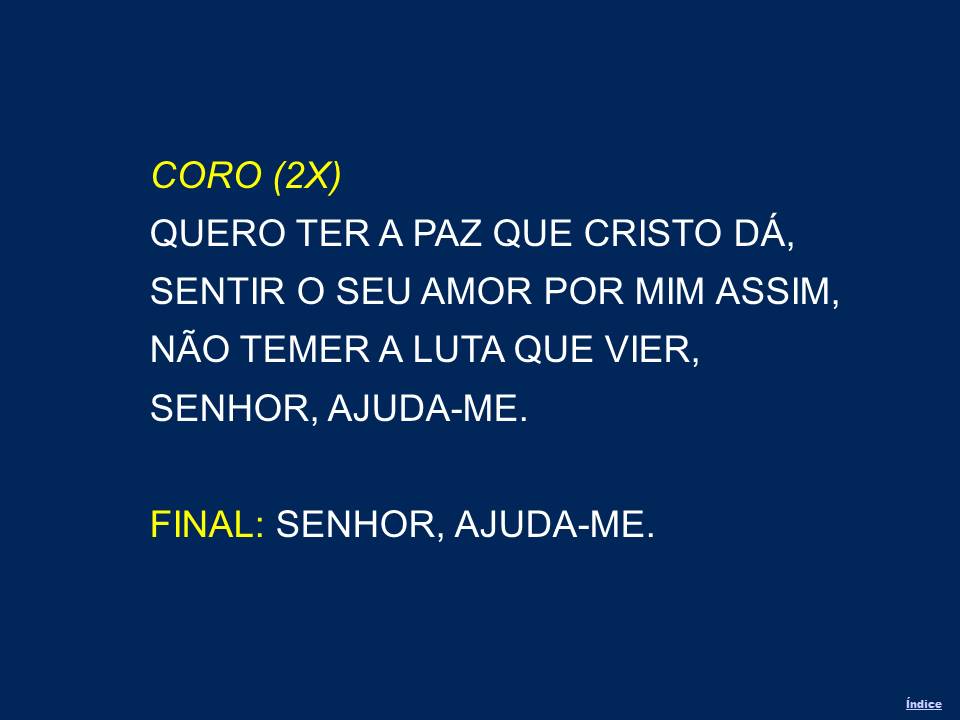 CORO (2X)
QUERO TER A PAZ QUE CRISTO DÁ,
SENTIR O SEU AMOR POR MIM ASSIM,
NÃO TEMER A LUTA QUE VIER,
SENHOR, AJUDA-ME.
FINAL: SENHOR, AJUDA-ME.
Índice